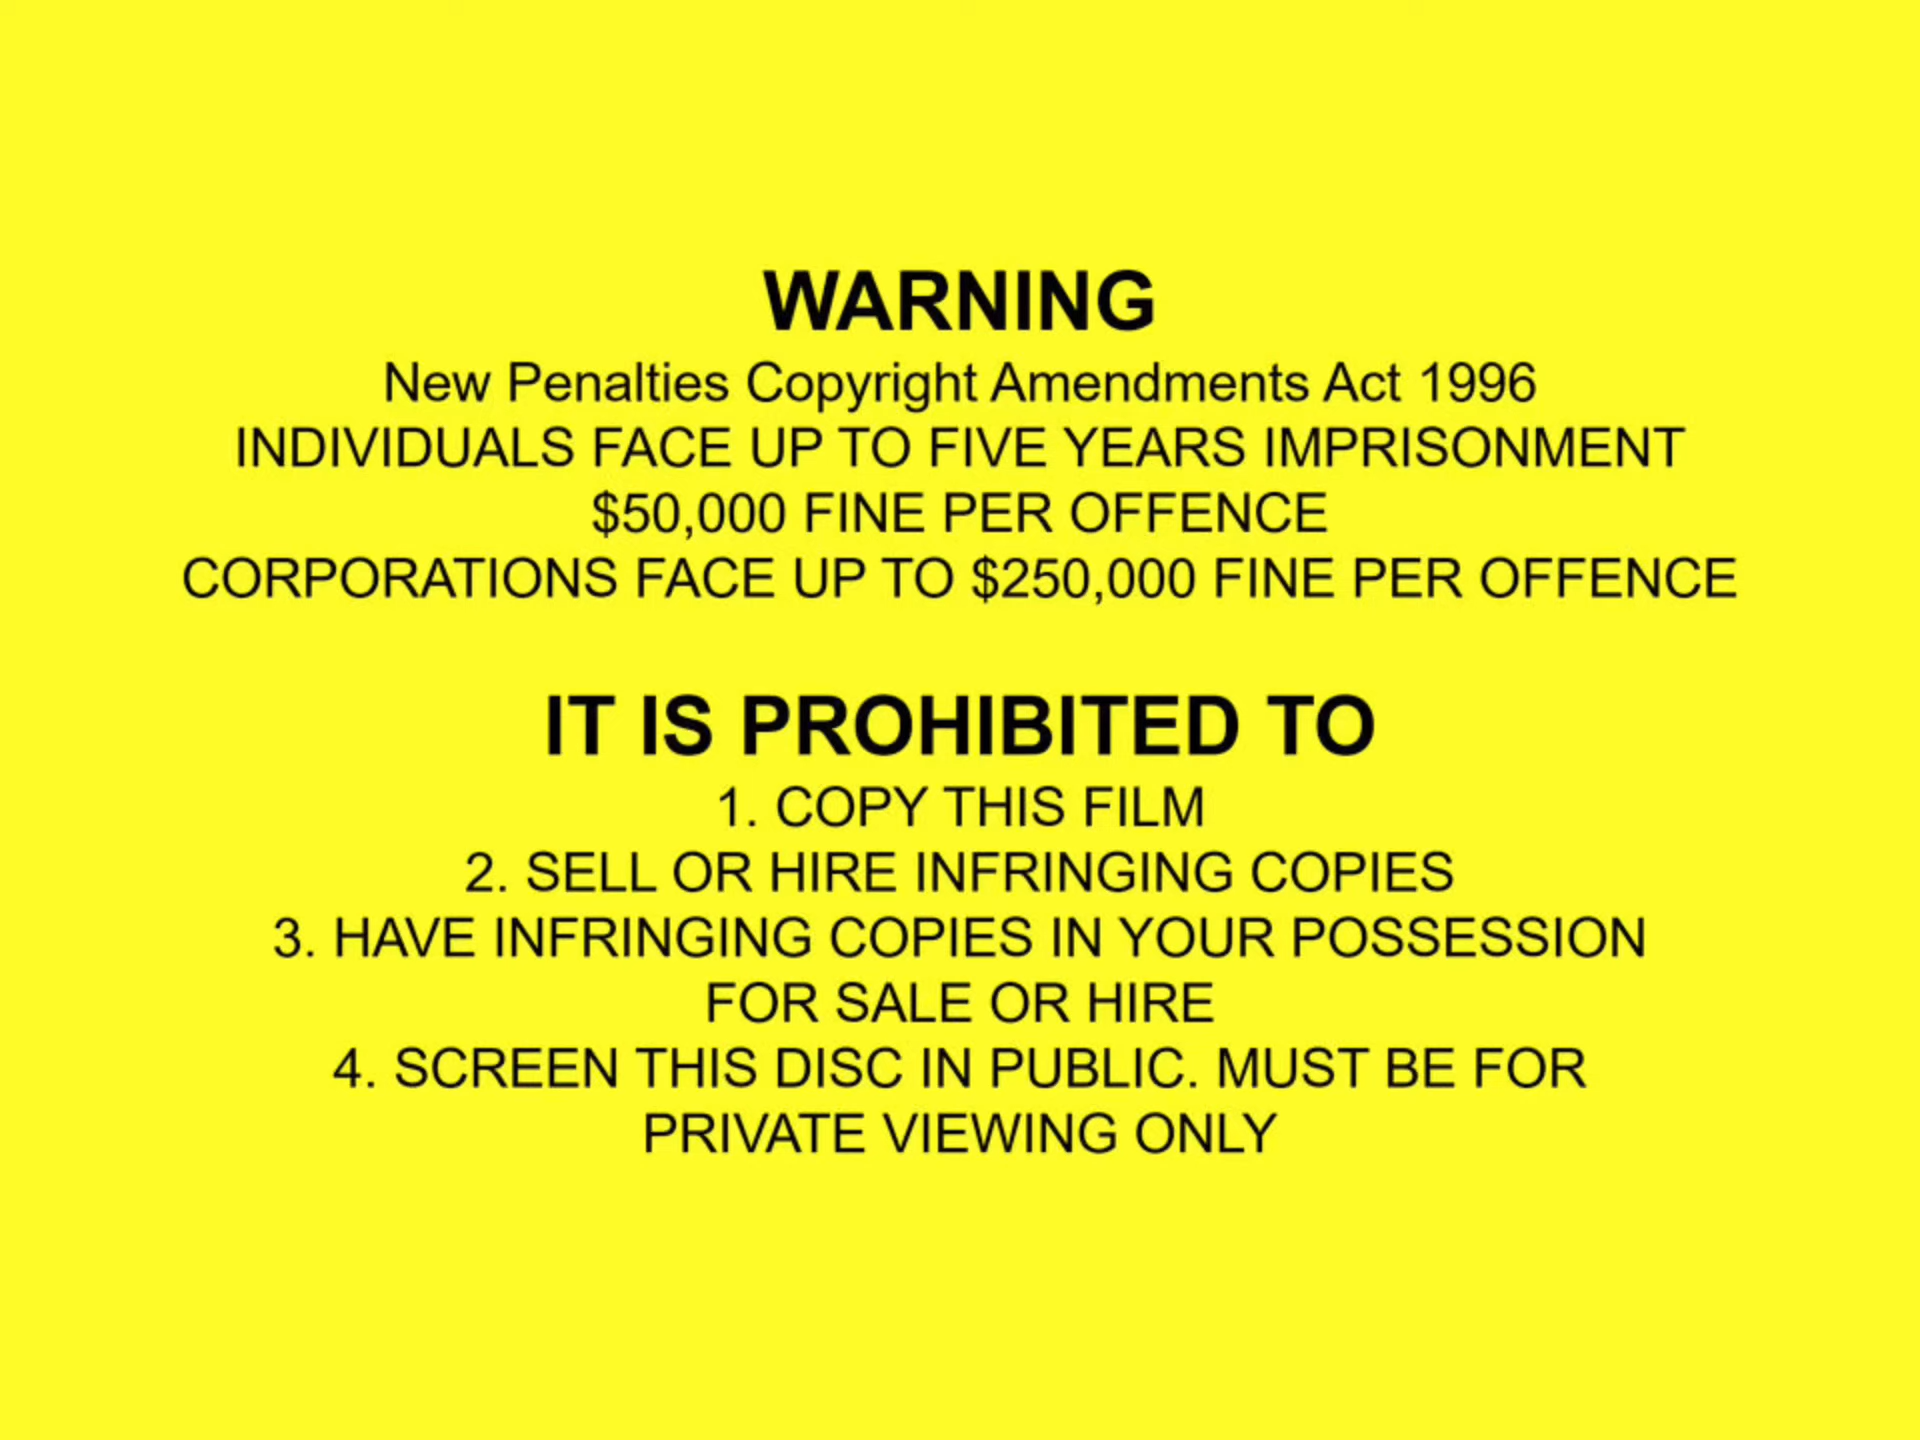 WARNING
New Penalties Copyright Amendments Act 1996
INDIVIDUALS FACE UP TO FIVE YEARS IMPRISONMENT
$50,000 FINE PER OFFENCE
CORPORATIONS FACE UP TO $250,000 FINE PER OFFENCE
IT IS PROHIBITED TO
1. COPY THIS FILM
2. SELL OR HIRE INFRINGING COPIES
3. HAVE INFRINGING COPIES IN YOUR POSSESSION
FOR SALE OR HIRE
4. SCREEN THIS DISC IN PUBLIC. MUST BE FOR
PRIVATE VIEWING ONLY